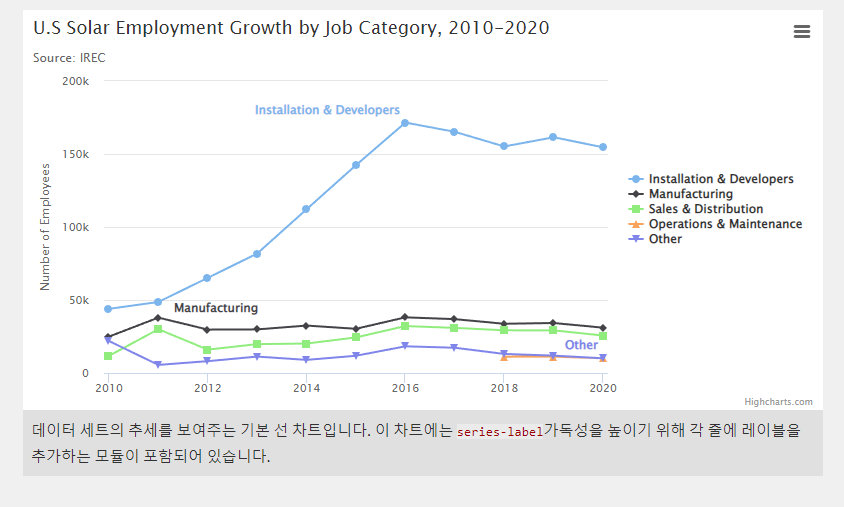 U.S Solar Employment Growth by Job Category, 2010-2020
Source: IREC
200k
150k
100k
50k
0
Number of Employees
Installation & Developers
Manufacturing
Other
2010 2012 2014 2016 2018 2020
Installation & Developers
Manufacturing
Sales & Distribution
Operations & Maintenance
Other
Highcharts.com
데이터 세트의 추세를 보여주는 기본 선 차트입니다. 이 차트에는 series-label가독성을 높이기 위해 각 줄에 레이블을
추가하는 모듈이 포함되어 있습니다.